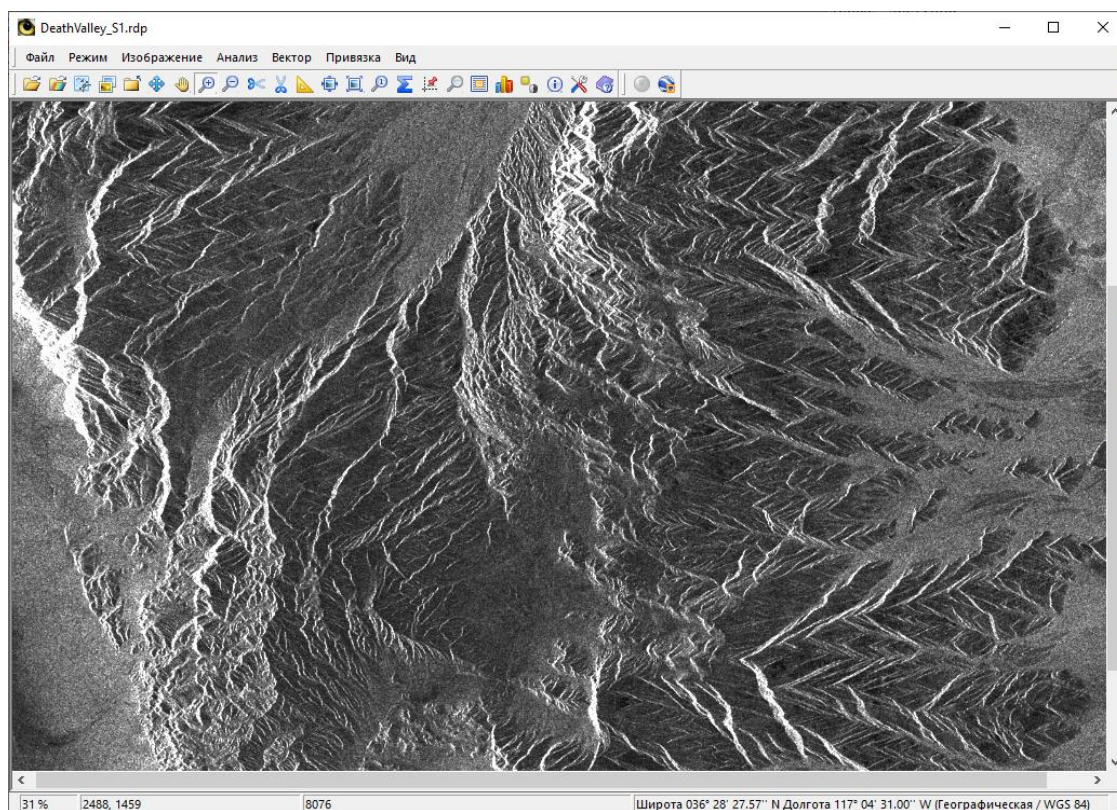 DeathValley_S1.rdp
Файл Режим Изображение Анализ Вектор Привязка Вид
31 % 2488, 1459 8076 Широта 036° 28' 27.57'' N Долгота 117° 04' 31.00'' W (Географическая / WGS 84)